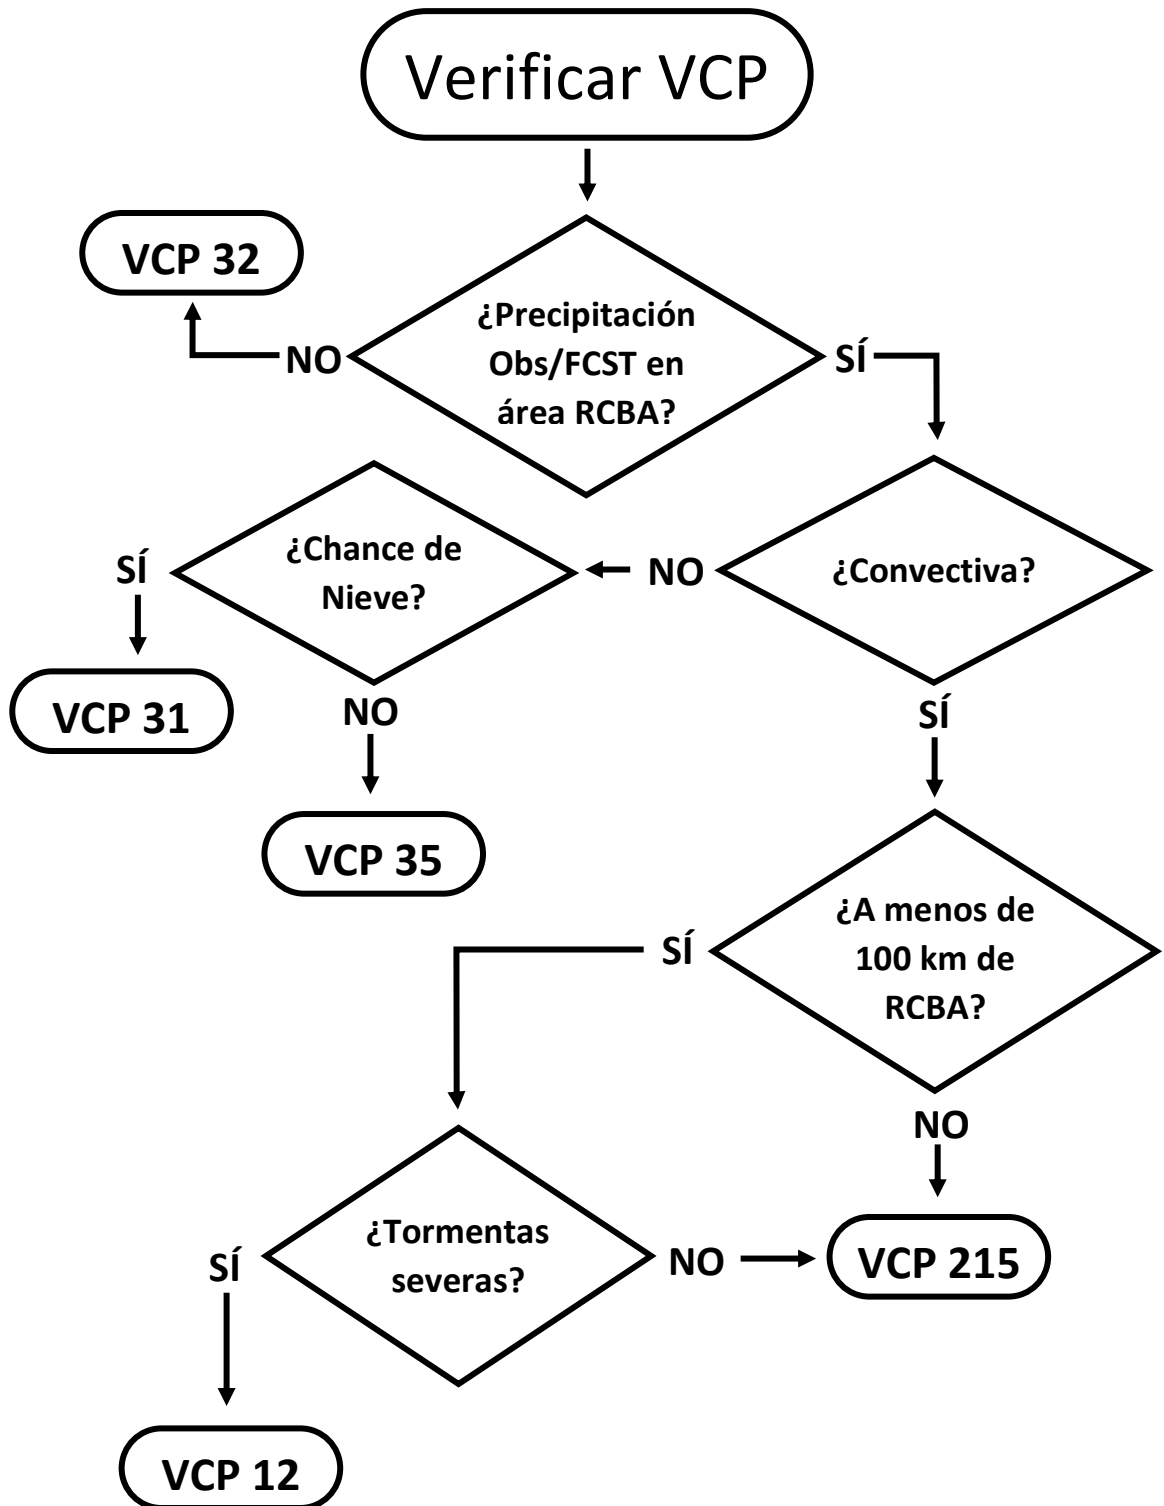 Verificar VCP
VCP 32
¿Precipitación
Obs/FCST en
área RCBA?
NO
SÍ
¿Chance de
Nieve?
SÍ
NO
¿Convectiva?
VCP 31
NO
SÍ
VCP 35
¿A menos de
100 km de
RCBA?
SÍ
NO
¿Tormentas
severas?
SÍ
NO
VCP 215
VCP 12